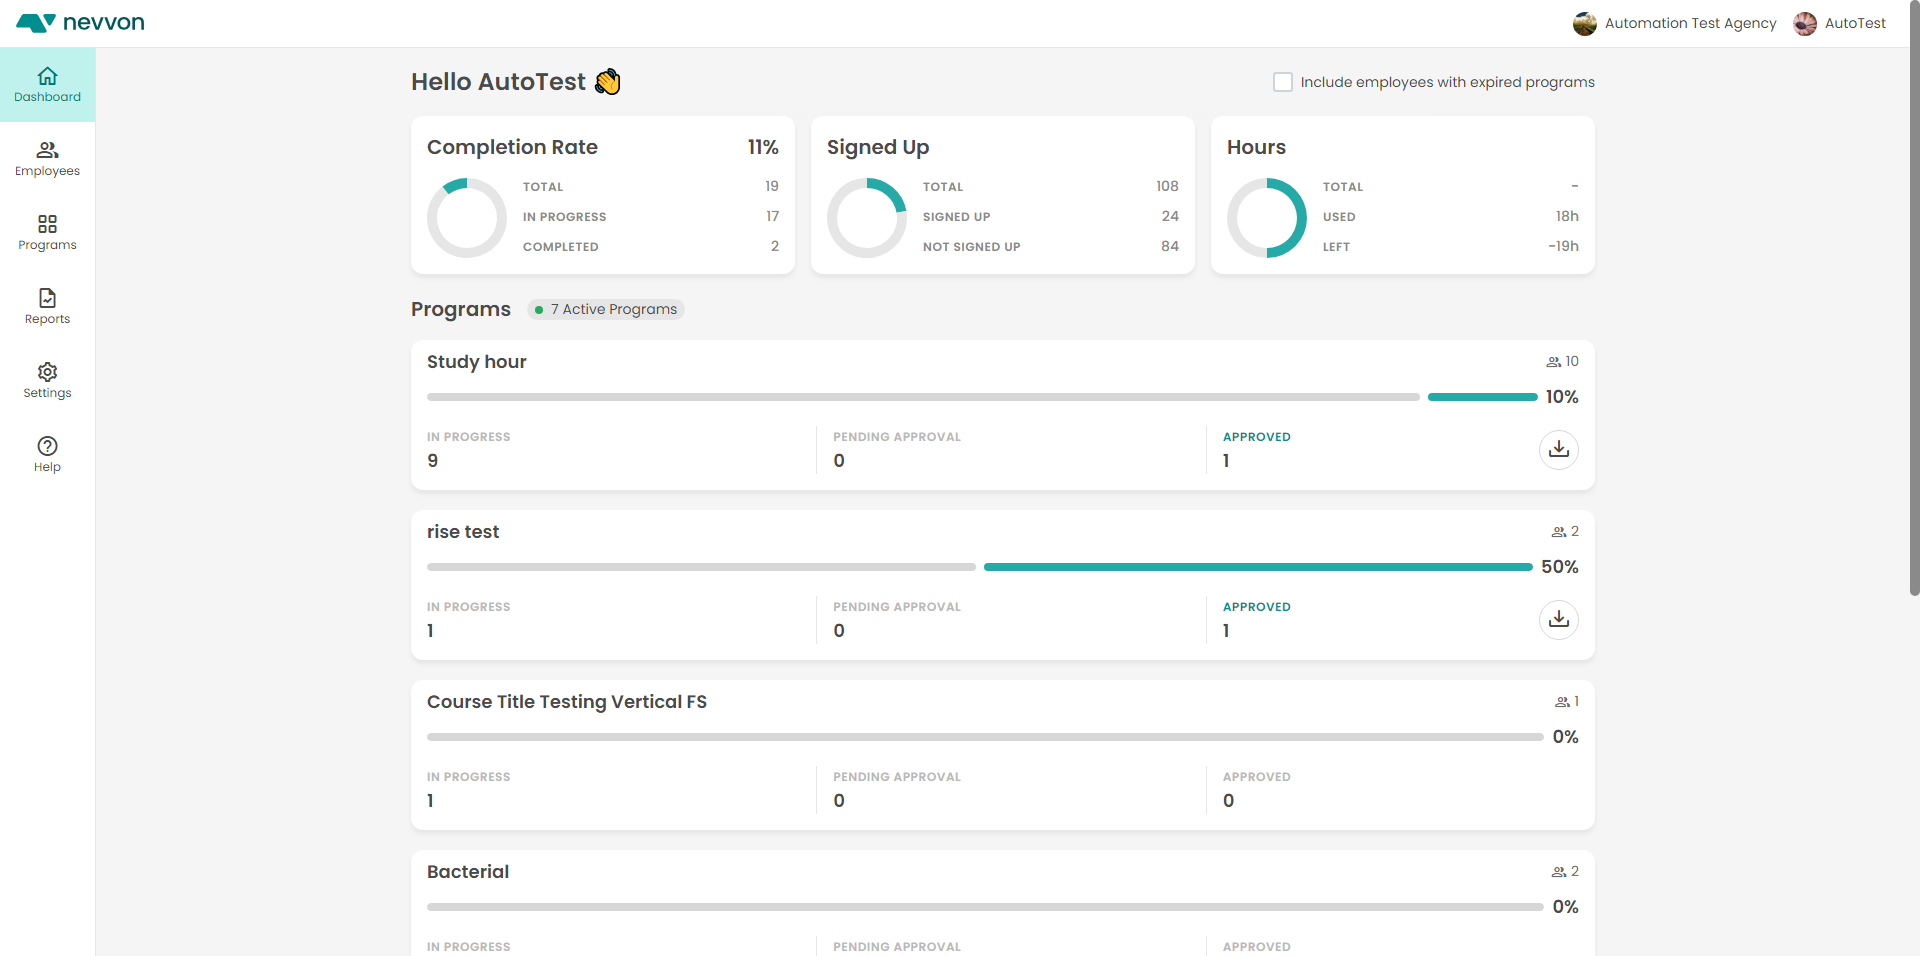 nevvon
Automation Test Agency
AutoTest
Dashboard
Employees
Programs
Reports
Settings
Help
Hello AutoTest 👋
Include employees with expired programs
Completion Rate 11%
TOTAL 19
IN PROGRESS 17
COMPLETED 2
Signed Up
TOTAL 108
SIGNED UP 24
NOT SIGNED UP 84
Hours
TOTAL -
USED 18h
LEFT -19h
Programs
7 Active Programs
Study hour 10
10%
IN PROGRESS PENDING APPROVAL APPROVED
9 0 1
rise test 2
50%
IN PROGRESS PENDING APPROVAL APPROVED
1 0 1
Course Title Testing Vertical FS 1
0%
IN PROGRESS PENDING APPROVAL APPROVED
1 0 0
Bacterial 2
0%
IN PROGRESS PENDING APPROVAL APPROVED